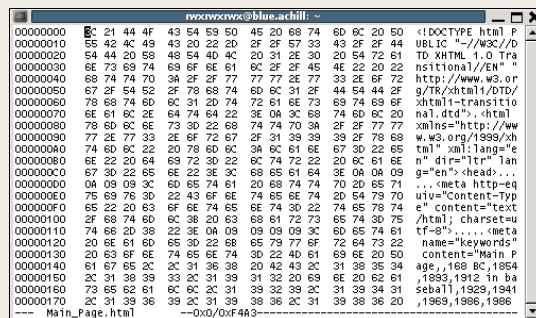 rwxrwxrwx@blue.achill: ~
00000000 3C 21 44 4F 43 54 59 50 45 20 68 74 6D 6C 20 50 <!DOCTYPE html P
00000010 55 42 4C 49 43 20 22 2D 2F 2F 57 33 43 2F 2F 44 UBLIC "-//W3C//D
00000020 54 44 20 58 48 54 4D 4C 20 31 2E 30 20 54 72 61 TD XHTML 1.0 Tra
00000030 6E 73 69 74 69 6F 6E 61 6C 2F 2F 45 4E 22 20 22 nsitional//EN" "
00000040 68 74 74 70 3A 2F 2F 77 77 77 2E 77 33 2E 6F 72 http://www.w3.or
00000050 67 2F 54 52 2F 78 68 74 6D 6C 31 2F 44 54 44 2F g/TR/xhtml1/DTD/
00000060 78 68 74 6D 6C 31 2D 74 72 61 6E 73 69 74 69 6F xhtml1-transitio
00000070 6E 61 6C 2E 64 74 64 22 3E 0A 3C 68 74 6D 6C 20 nal.dtd">.<html
00000080 78 6D 6C 6E 73 3D 22 68 74 74 70 3A 2F 2F 77 77 xmlns="http://ww
00000090 77 2E 77 33 2E 6F 72 67 2F 31 39 39 39 2F 78 68 w.w3.org/1999/xh
000000A0 74 6D 6C 22 20 78 6D 6C 3A 6C 61 6E 67 3D 22 65 tml" xml:lang="e
000000B0 6E 22 20 64 69 72 3D 22 6C 74 72 22 20 6C 61 6E n" dir="ltr" lan
000000C0 67 3D 22 65 6E 22 3E 3C 68 65 61 64 3E 0A 0A 09 g="en"><head>...
000000D0 0A 09 09 3C 6D 65 74 61 20 68 74 74 70 2D 65 71 ...<meta http-eq
000000E0 75 69 76 3D 22 43 6F 6E 74 65 6E 74 2D 54 79 70 uiv="Content-Typ
000000F0 65 22 20 63 6F 6E 74 65 6E 74 3D 22 74 65 78 74 e" content="text
00000100 2F 68 74 6D 6C 3B 20 63 68 61 72 73 65 74 3D 75 /html; charset=u
00000110 74 66 2D 38 22 3E 0A 09 09 09 09 3C 6D 65 74 61 tf-8">.....<meta
00000120 20 6E 61 6D 65 3D 22 6B 65 79 77 6F 72 64 73 22 name="keywords"
00000130 20 63 6F 6E 74 65 6E 74 3D 22 4D 61 69 6E 20 50 content="Main P
00000140 61 67 65 2C 2C 31 36 38 20 42 43 2C 31 38 35 34 age,,168 BC,1854
00000150 2C 31 38 39 33 2C 31 39 31 32 20 69 6E 20 62 61 ,1893,1912 in ba
00000160 73 65 62 61 6C 6C 2C 31 39 32 39 2C 31 39 34 31 seball,1929,1941
00000170 2C 31 39 36 39 2C 31 39 38 36 2C 31 39 38 36 20 ,1969,1986,1986
--- Main_Page.html --0x0/0xF4A3---